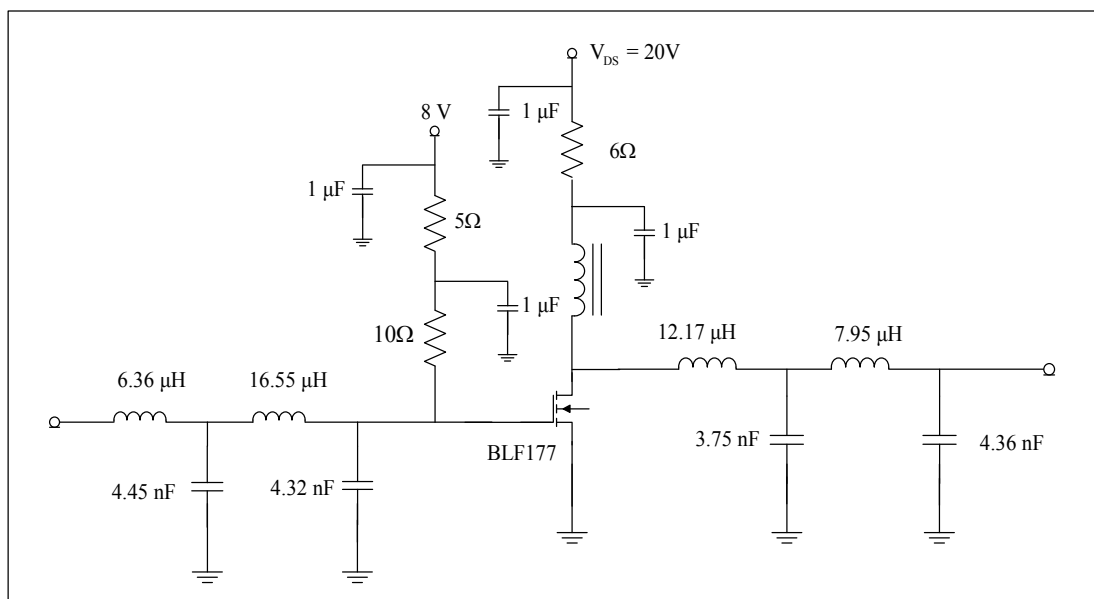 V_DS = 20V
1 μF
8 V
6Ω
1 μF
5Ω
1 μF
1 μF
10Ω
12.17 μH
7.95 μH
6.36 μH
16.55 μH
BLF177
3.75 nF
4.36 nF
4.45 nF
4.32 nF